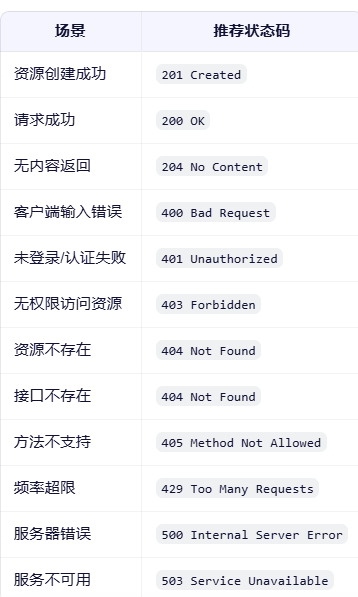 场景 推荐状态码
资源创建成功 201 Created
请求成功 200 OK
无内容返回 204 No Content
客户端输入错误 400 Bad Request
未登录/认证失败 401 Unauthorized
无权限访问资源 403 Forbidden
资源不存在 404 Not Found
接口不存在 404 Not Found
方法不支持 405 Method Not Allowed
频率超限 429 Too Many Requests
服务器错误 500 Internal Server Error
服务不可用 503 Service Unavailable